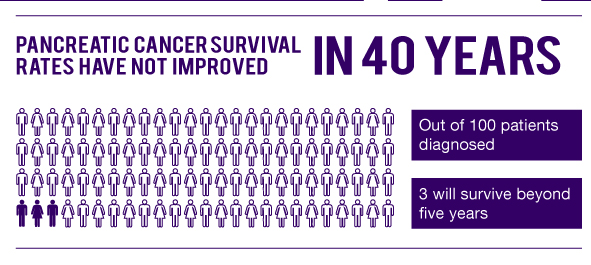 PANCREATIC CANCER SURVIVAL
RATES HAVE NOT IMPROVED
IN 40 YEARS
Out of 100 patients
diagnosed
3 will survive beyond
five years